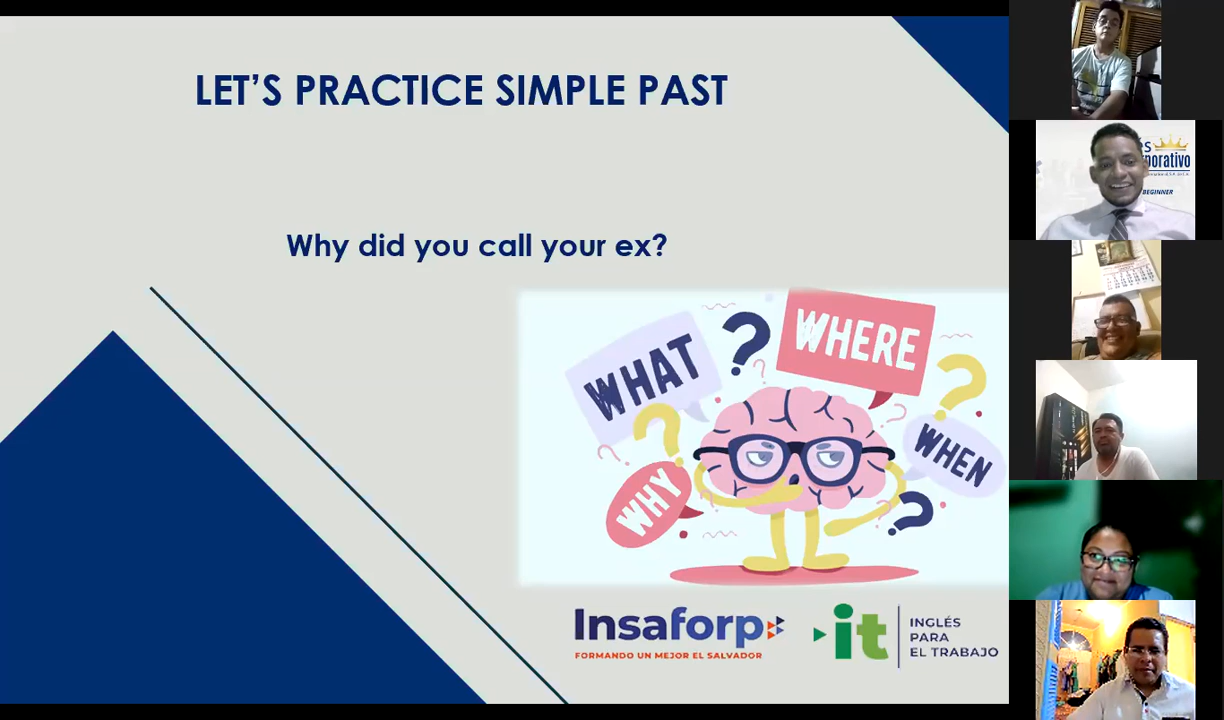 LET'S PRACTICE SIMPLE PAST
Why did you call your ex?
WHAT
WHERE
WHY
WHEN
Insaforp
FORMANDO UN MEJOR EL SALVADOR
it
INGLÉS
PARA
EL TRABAJO
BEGINNER